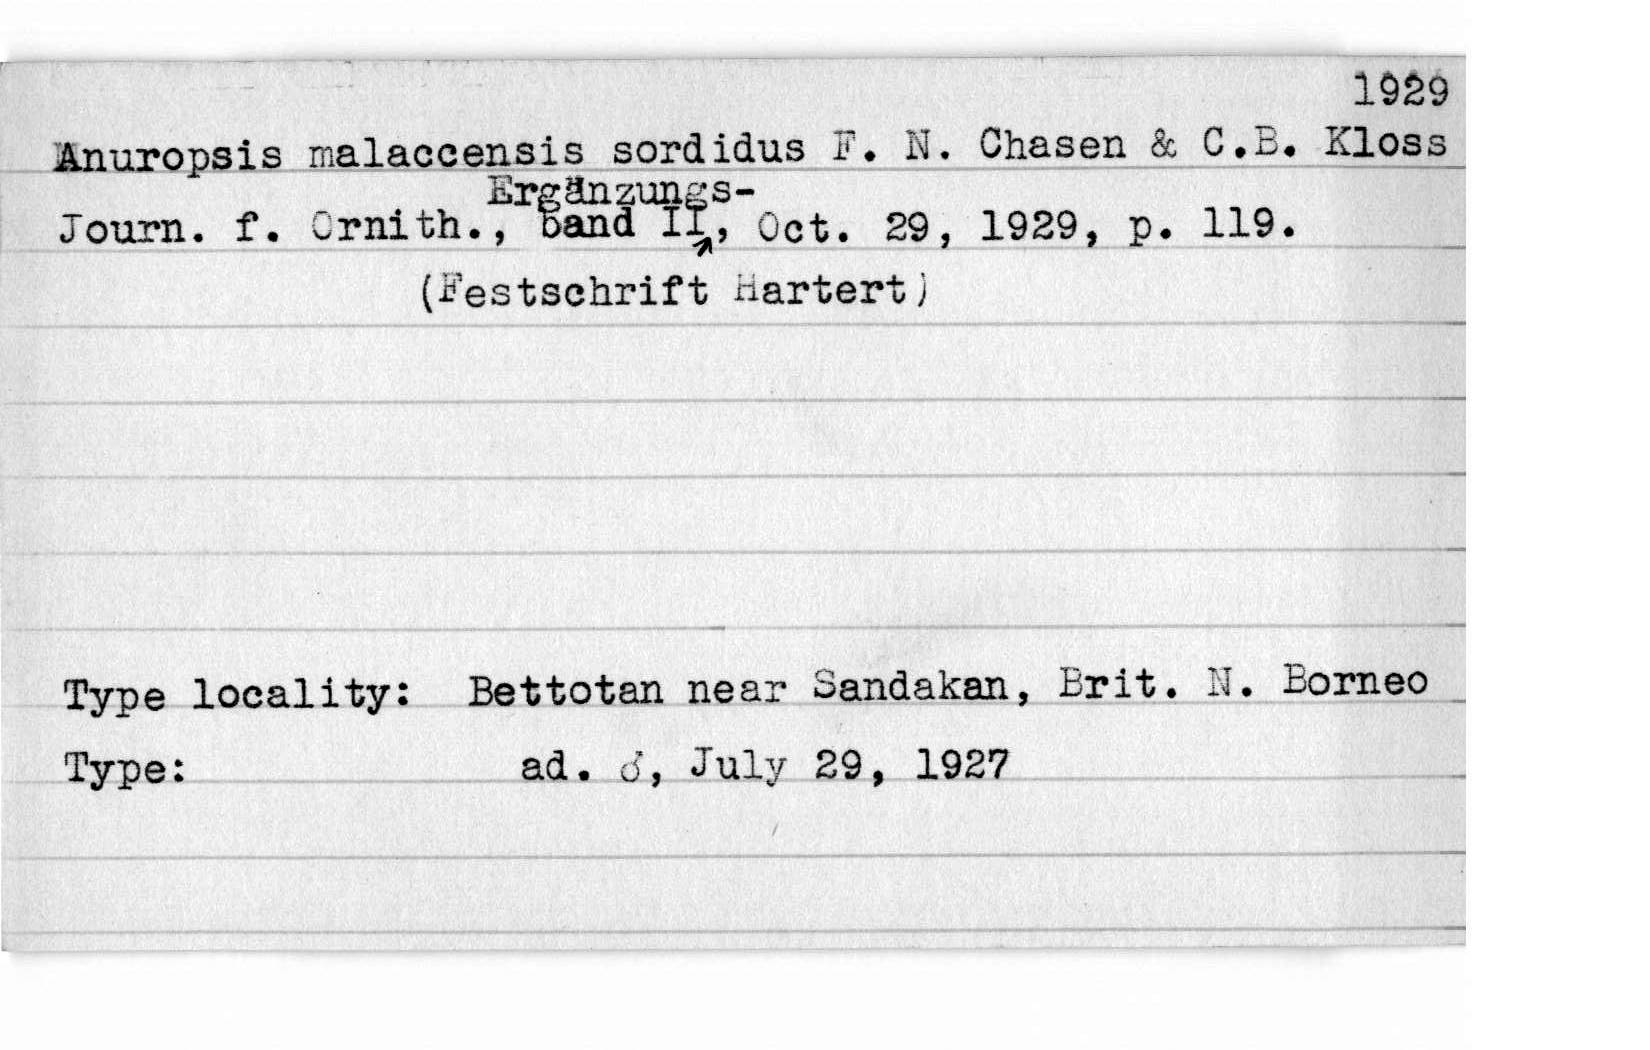 1929
Anuropsis malaccensis sordidus F. N. Chasen & C.B. Kloss
Ergänzungs-
Journ. f. Ornith., band II, Oct. 29, 1929, p. 119.
(Festschrift Hartert)
Type locality: Bettotan near Sandakan, Brit. N. Borneo
Type: ad. ♂, July 29, 1927